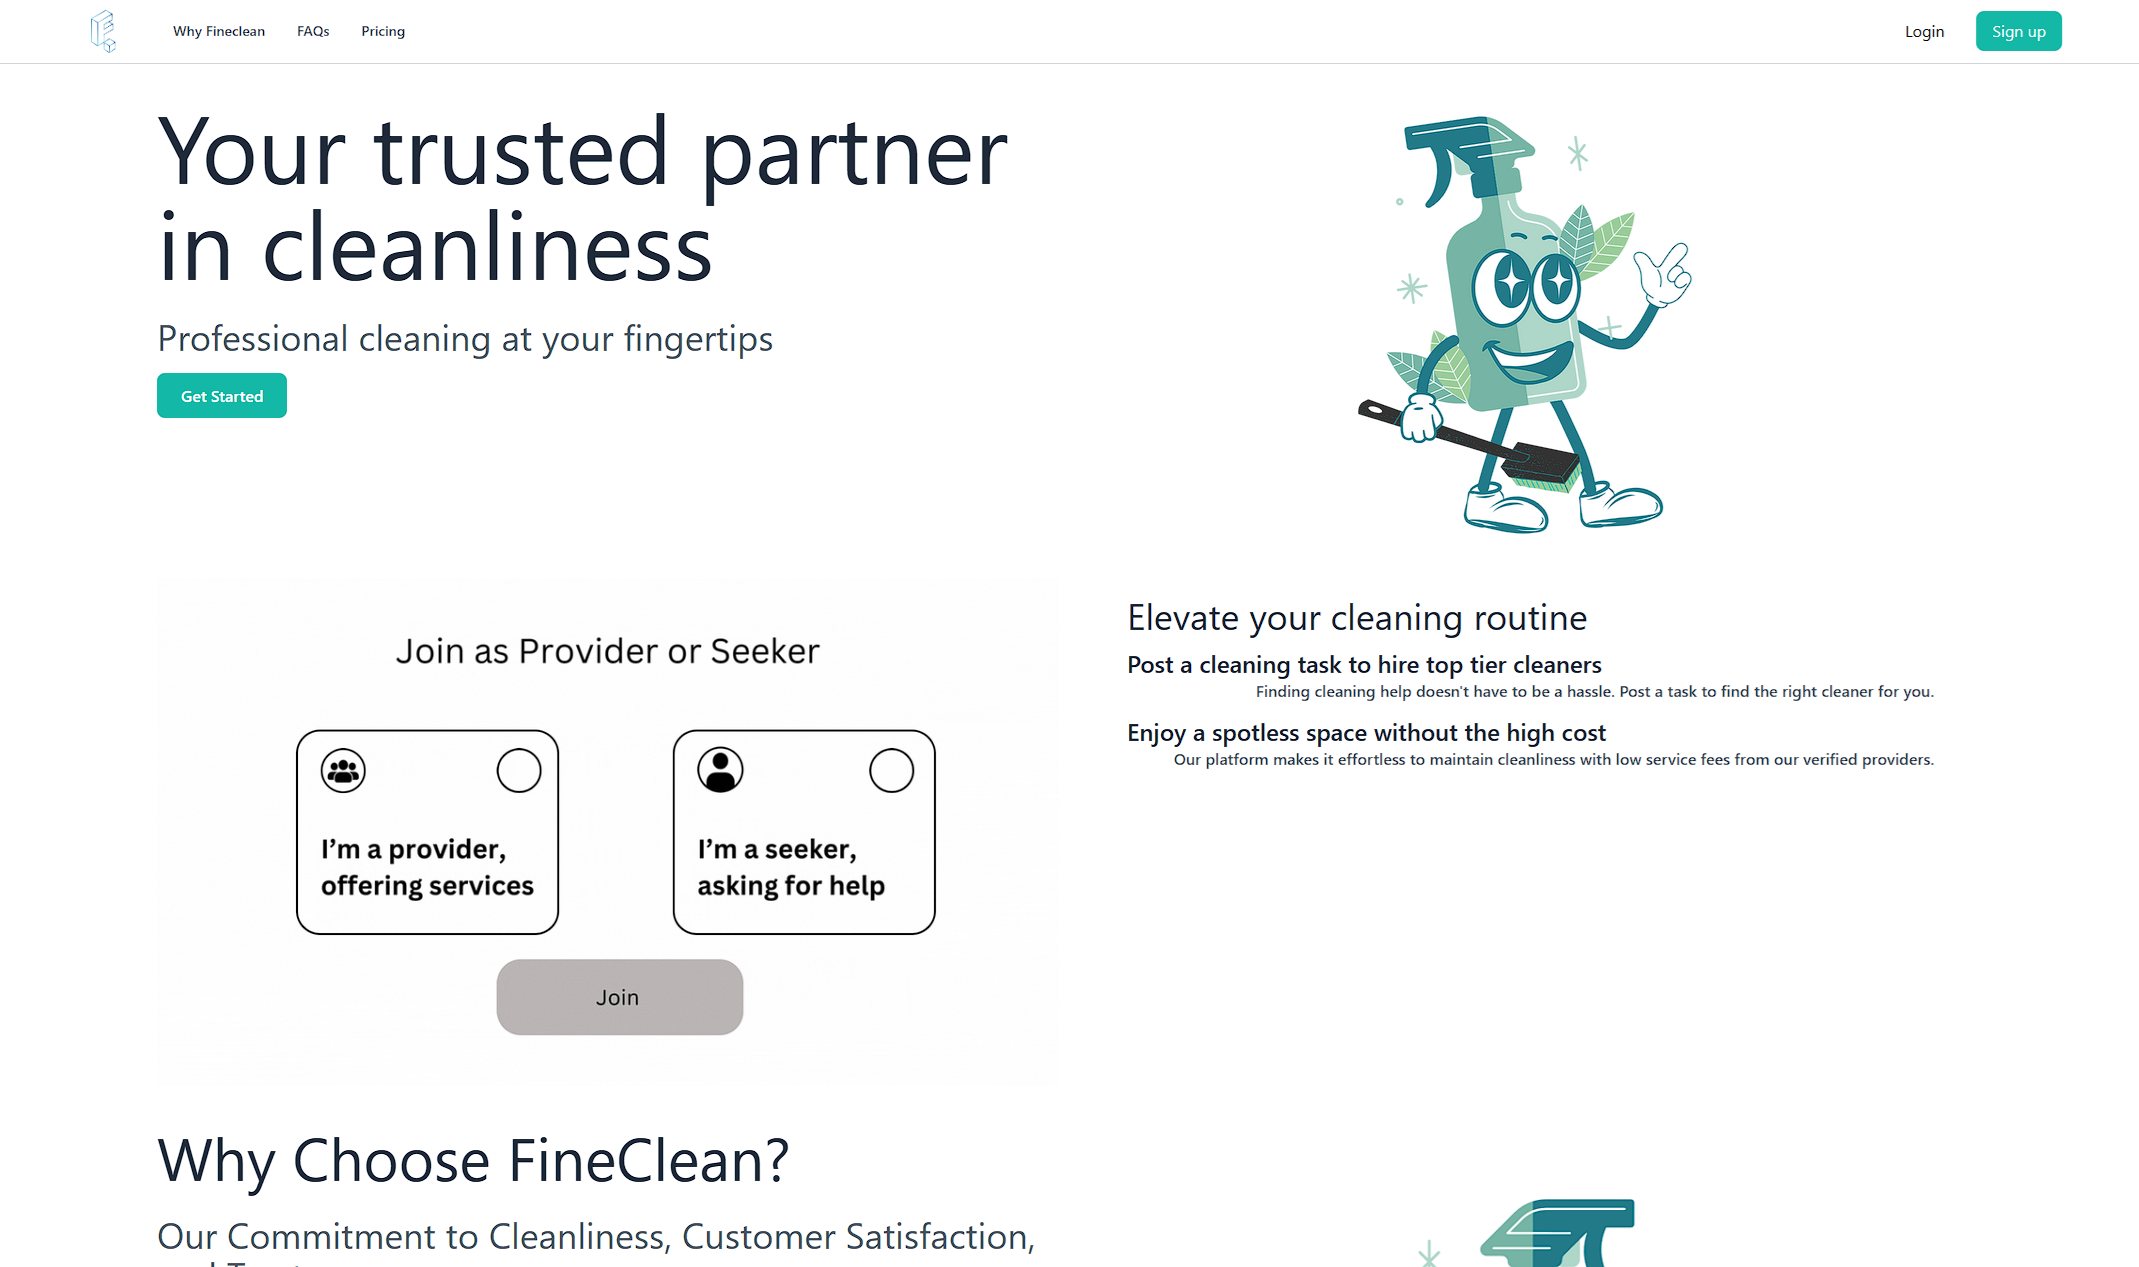 Why Fineclean
FAQs
Pricing
Login
Sign up
Your trusted partner
in cleanliness
Professional cleaning at your fingertips
Get Started
Join as Provider or Seeker
I'm a provider,
offering services
I'm a seeker,
asking for help
Join
Elevate your cleaning routine
Post a cleaning task to hire top tier cleaners
Finding cleaning help doesn't have to be a hassle. Post a task to find the right cleaner for you.
Enjoy a spotless space without the high cost
Our platform makes it effortless to maintain cleanliness with low service fees from our verified providers.
Why Choose FineClean?
Our Commitment to Cleanliness, Customer Satisfaction,